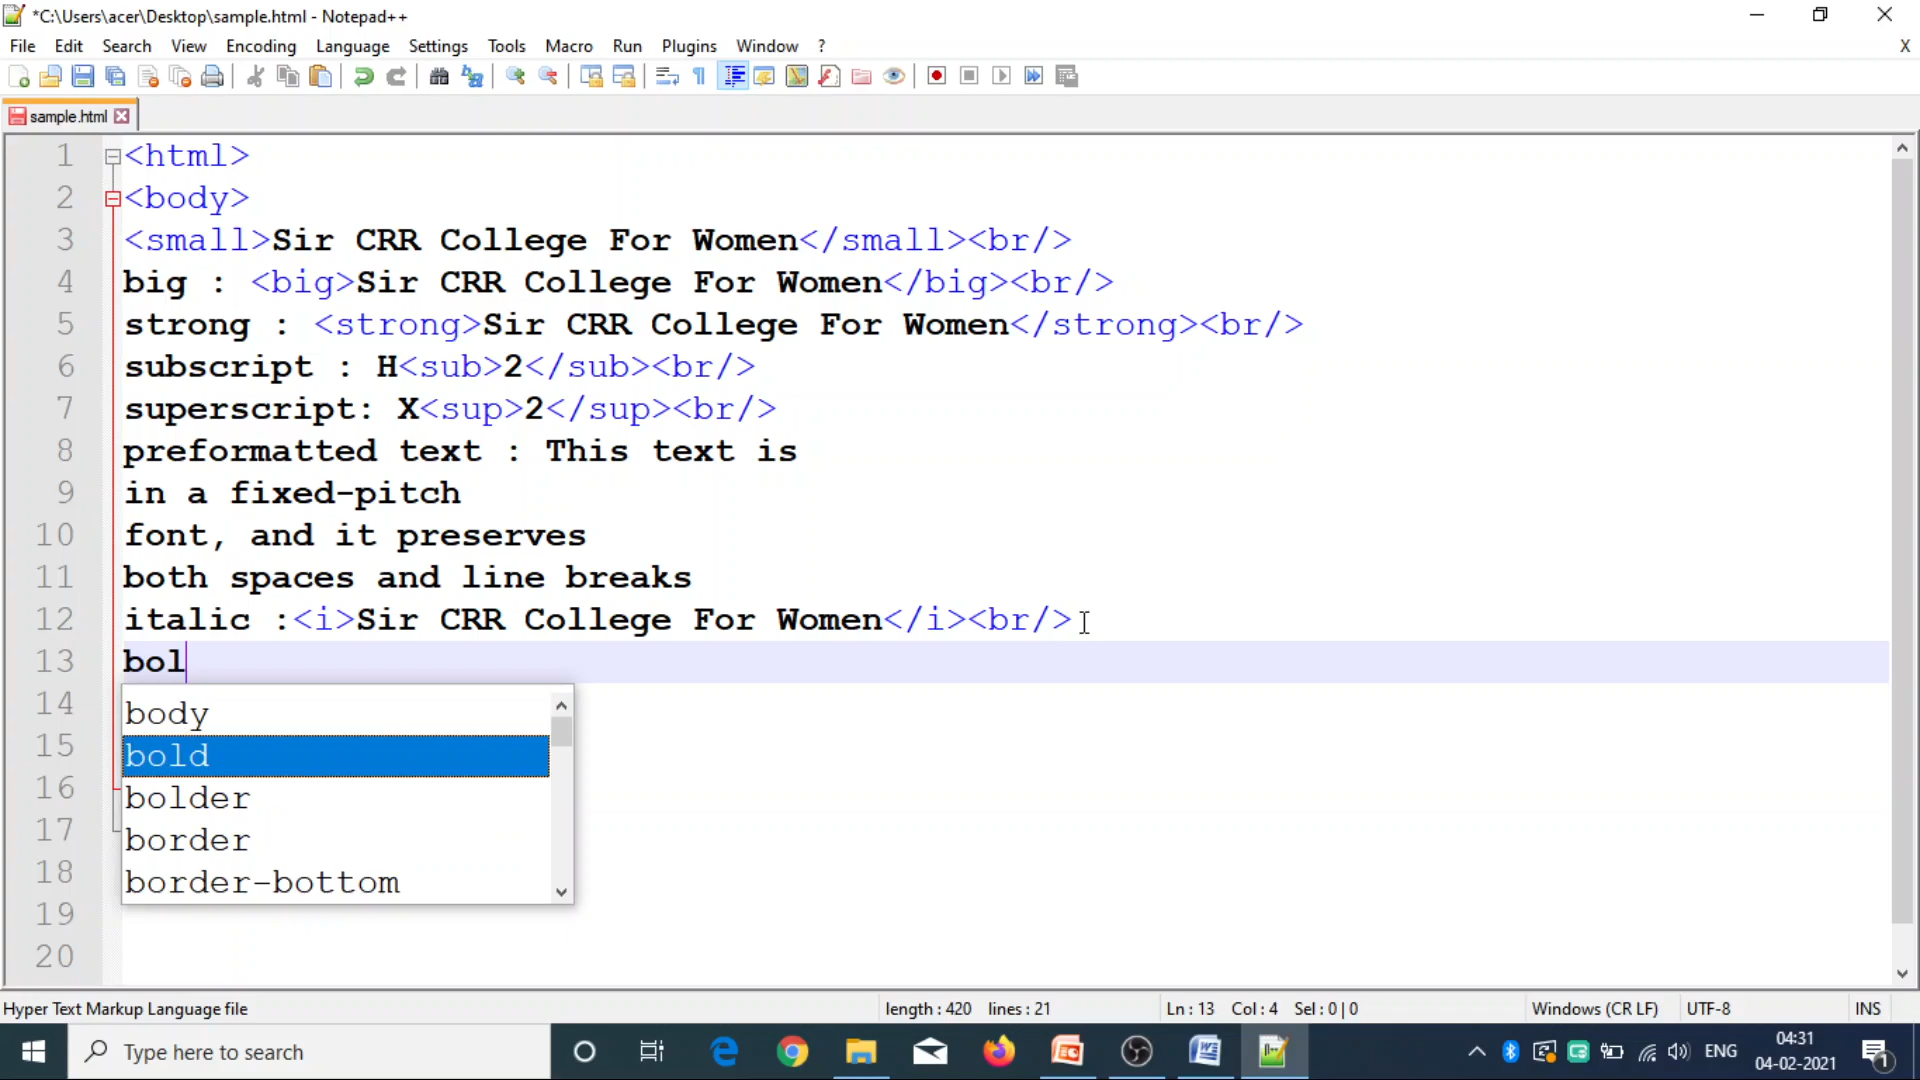 *C:\Users\acer\Desktop\sample.html - Notepad++
File Edit Search View Encoding Language Settings Tools Macro Run Plugins Window ? X
sample.html
1 <html>
2 <body>
3 <small>Sir CRR College For Women</small><br/>
4 big : <big>Sir CRR College For Women</big><br/>
5 strong : <strong>Sir CRR College For Women</strong><br/>
6 subscript : H<sub>2</sub><br/>
7 superscript: X<sup>2</sup><br/>
8 preformatted text : This text is
9 in a fixed-pitch
10 font, and it preserves
11 both spaces and line breaks
12 italic :<i>Sir CRR College For Women</i><br/>
13 bol
14 body
15 bold
16 bolder
17 border
18 border-bottom
19
20
Hyper Text Markup Language file length : 420 lines : 21 Ln : 13 Col : 4 Sel : 0 | 0 Windows (CR LF) UTF-8 INS
Type here to search ENG 04:31
04-02-2021 1